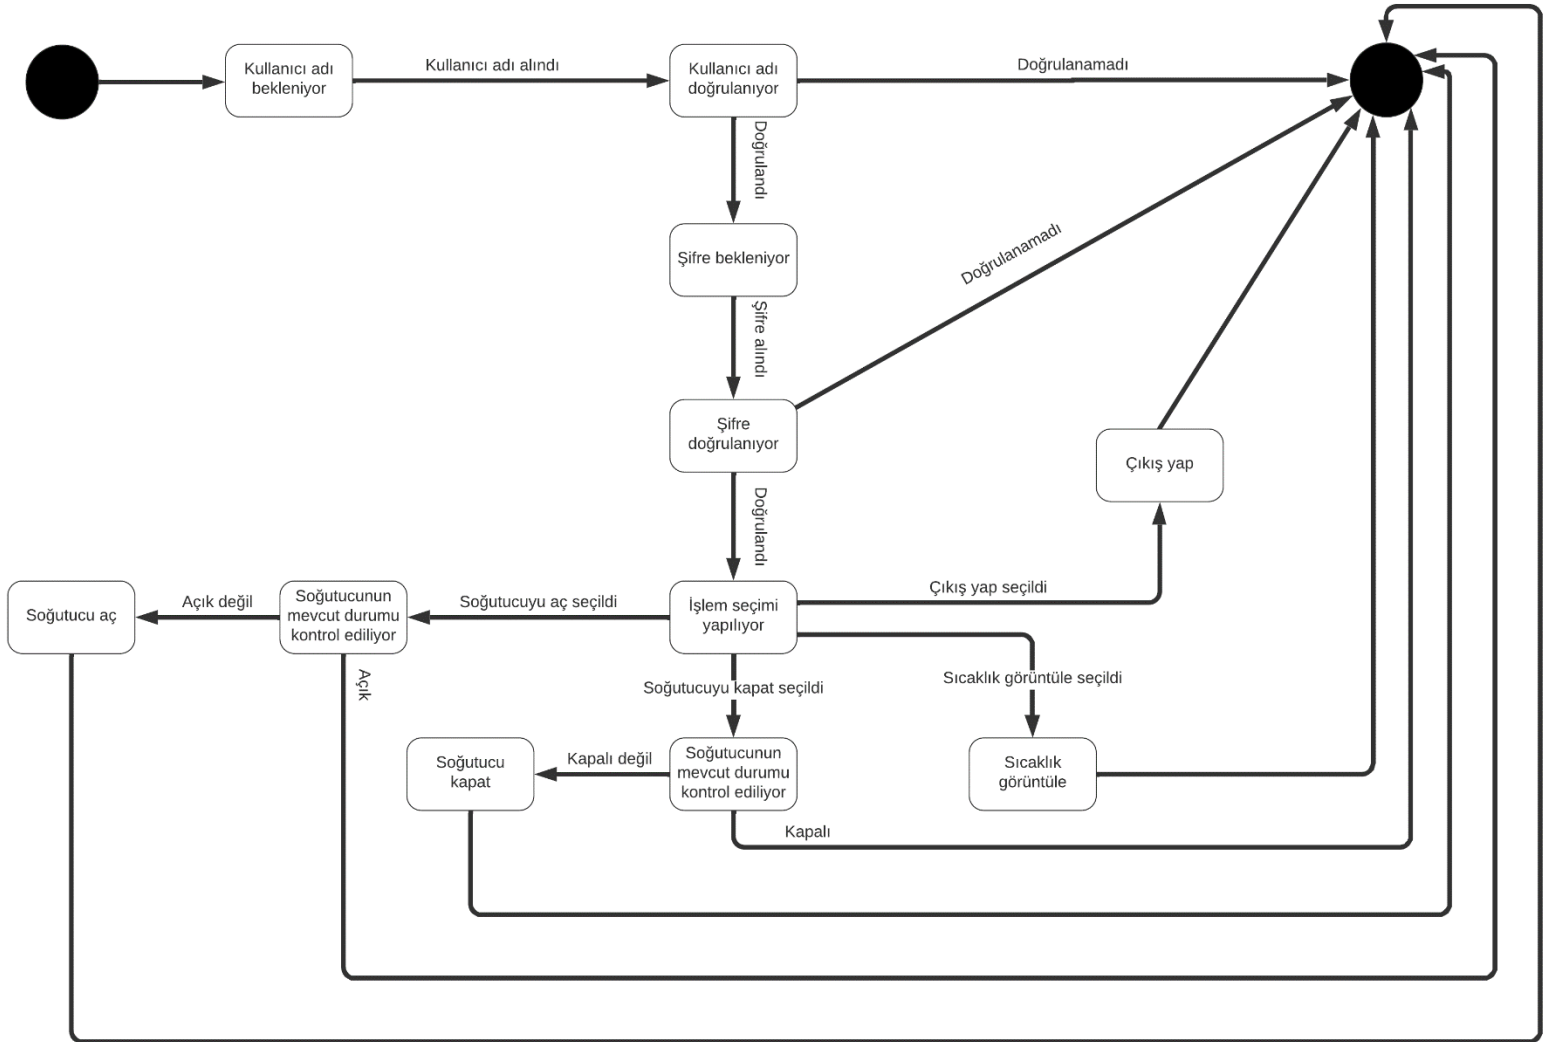 Kullanıcı adı
bekleniyor
Kullanıcı adı alındı
Kullanıcı adı
doğrulanıyor
Doğrulanamadı
Doğrulandı
Şifre bekleniyor
Doğrulanamadı
Şifre alındı
Şifre
doğrulanıyor
Çıkış yap
Doğrulandı
Soğutucu aç
Açık değil
Soğutucunun
mevcut durumu
kontrol ediliyor
Soğutucuyu aç seçildi
İşlem seçimi
yapılıyor
Çıkış yap seçildi
Açık
Soğutucuyu kapat seçildi
Sıcaklık görüntüle seçildi
Soğutucu
kapat
Kapalı değil
Soğutucunun
mevcut durumu
kontrol ediliyor
Sıcaklık
görüntüle
Kapalı